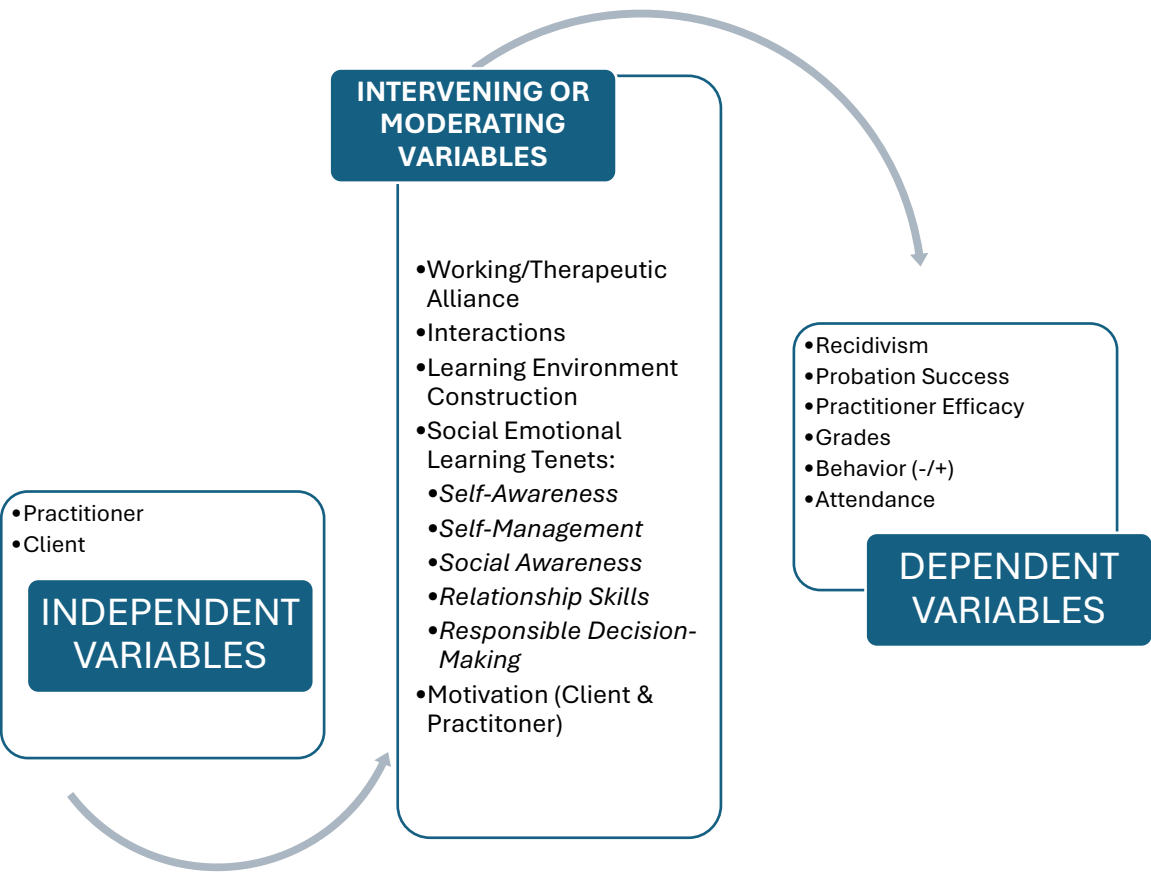 •Practitioner
•Client
INDEPENDENT
VARIABLES
INTERVENING OR
MODERATING
VARIABLES
•Working/Therapeutic
Alliance
•Interactions
•Learning Environment
Construction
•Social Emotional
Learning Tenets:
•Self-Awareness
•Self-Management
•Social Awareness
•Relationship Skills
•Responsible Decision-
Making
•Motivation (Client &
Practitoner)
•Recidivism
•Probation Success
•Practitioner Efficacy
•Grades
•Behavior (-/+)
•Attendance
DEPENDENT
VARIABLES